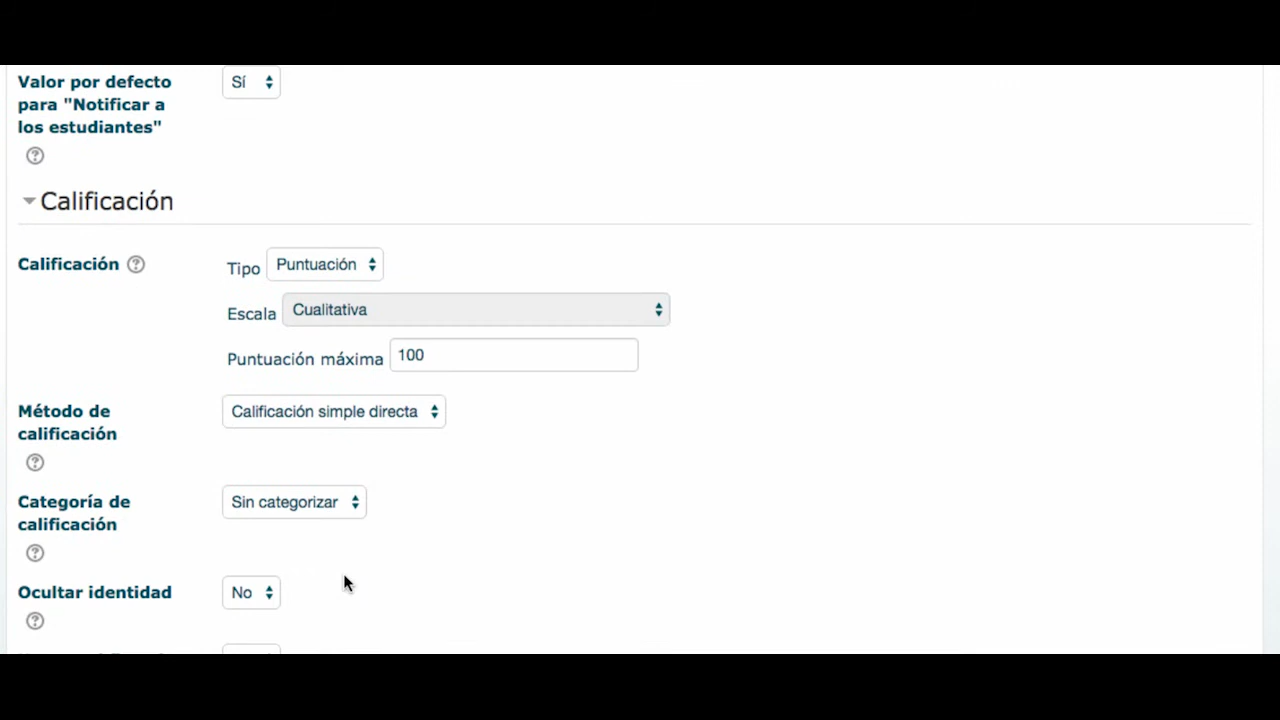 Valor por defecto
para "Notificar a
los estudiantes"
Sí
Calificación
Calificación
Tipo Puntuación
Escala Cualitativa
Puntuación máxima 100
Método de
calificación
Calificación simple directa
Categoría de
calificación
Sin categorizar
Ocultar identidad
No